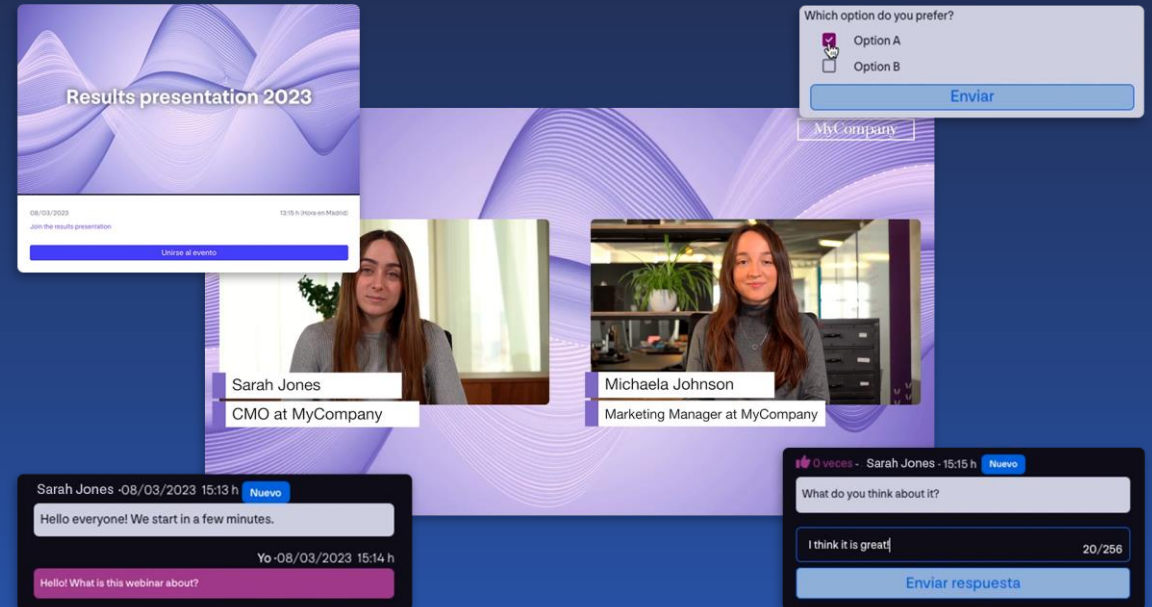 Results presentation 2023
08/03/2023
13:15 h (Hora en Madrid)
Join the results presentation
Unirse al evento
Which option do you prefer?
Option A
Option B
Enviar
MyCompany
Sarah Jones
CMO at MyCompany
Michaela Johnson
Marketing Manager at MyCompany
Sarah Jones ·08/03/2023 15:13 h Nuevo
Hello everyone! We start in a few minutes.
Yo ·08/03/2023 15:14 h
Hello! What is this webinar about?
0 veces - Sarah Jones · 15:15 h Nuevo
What do you think about it?
I think it is great!
20/256
Enviar respuesta